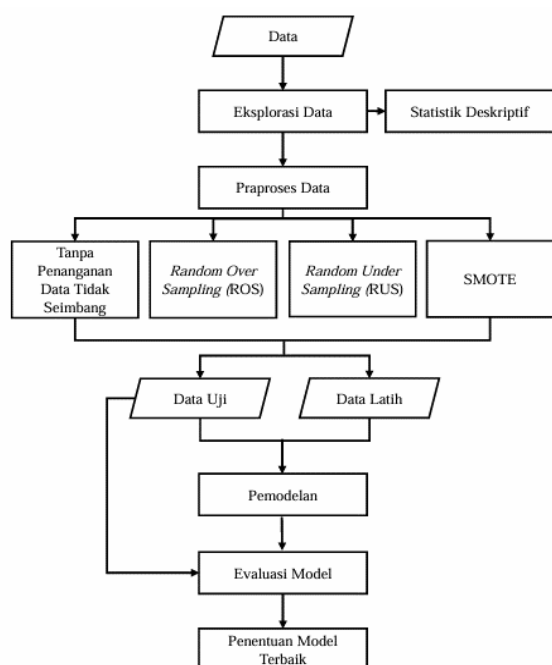 Data
Eksplorasi Data
Statistik Deskriptif
Praproses Data
Tanpa
Penanganan
Data Tidak
Seimbang
Random Over
Sampling (ROS)
Random Under
Sampling (RUS)
SMOTE
Data Uji
Data Latih
Pemodelan
Evaluasi Model
Penentuan Model
Terbaik